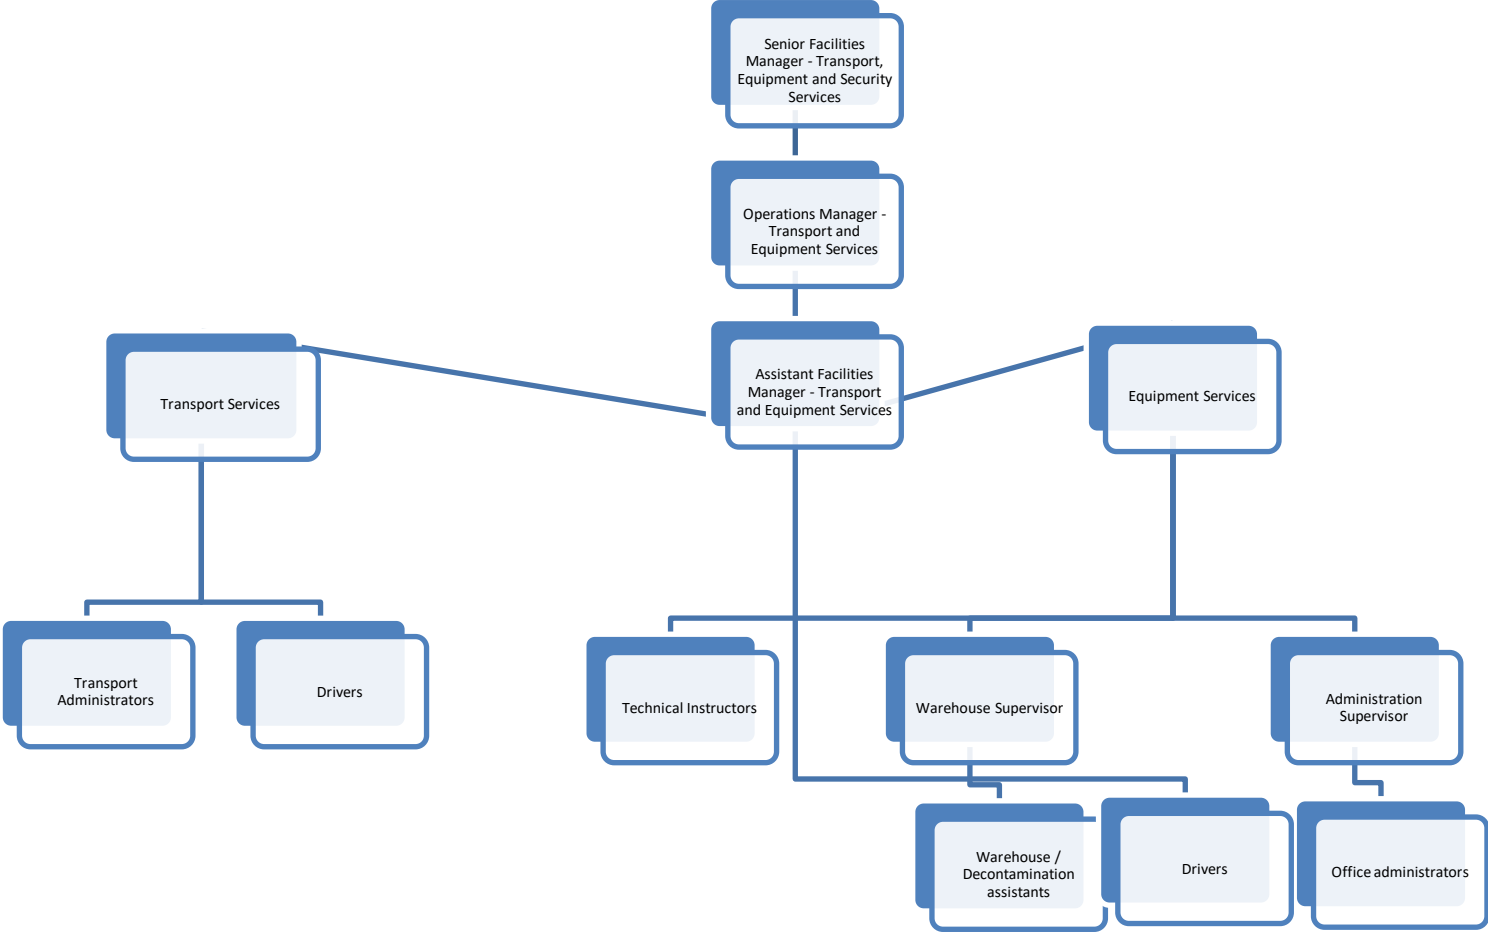 Senior Facilities
Manager - Transport,
Equipment and Security
Services
Operations Manager -
Transport and
Equipment Services
Assistant Facilities
Manager - Transport
and Equipment Services
Transport Services
Equipment Services
Transport
Administrators
Drivers
Technical Instructors
Warehouse Supervisor
Administration
Supervisor
Warehouse /
Decontamination
assistants
Drivers
Office administrators